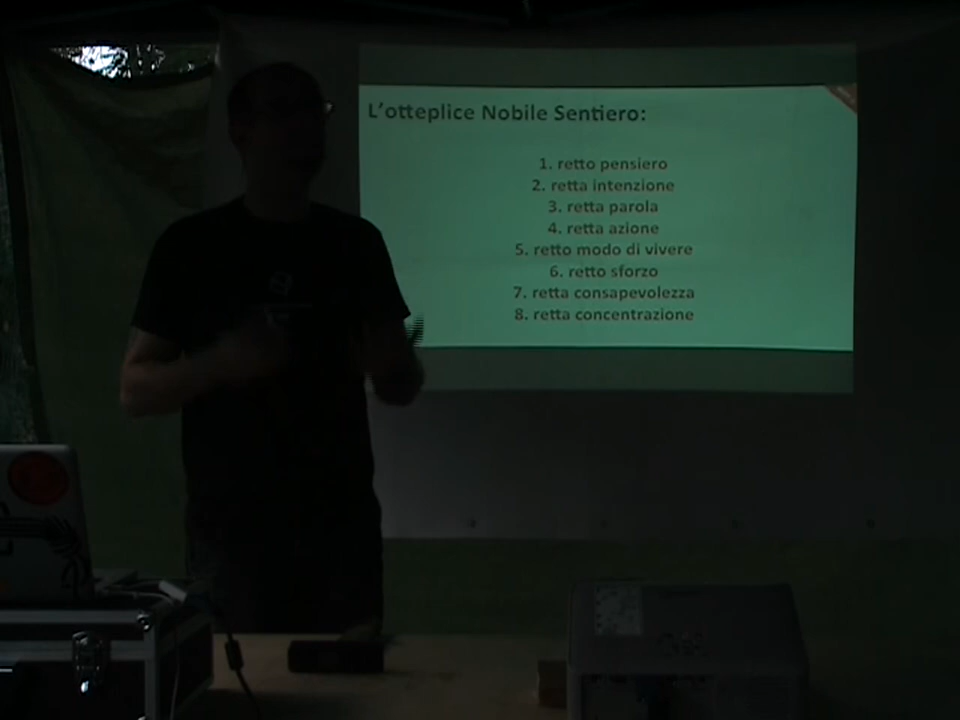 L'otteplice Nobile Sentiero:
1. retto pensiero
2. retta intenzione
3. retta parola
4. retta azione
5. retto modo di vivere
6. retto sforzo
7. retta consapevolezza
8. retta concentrazione